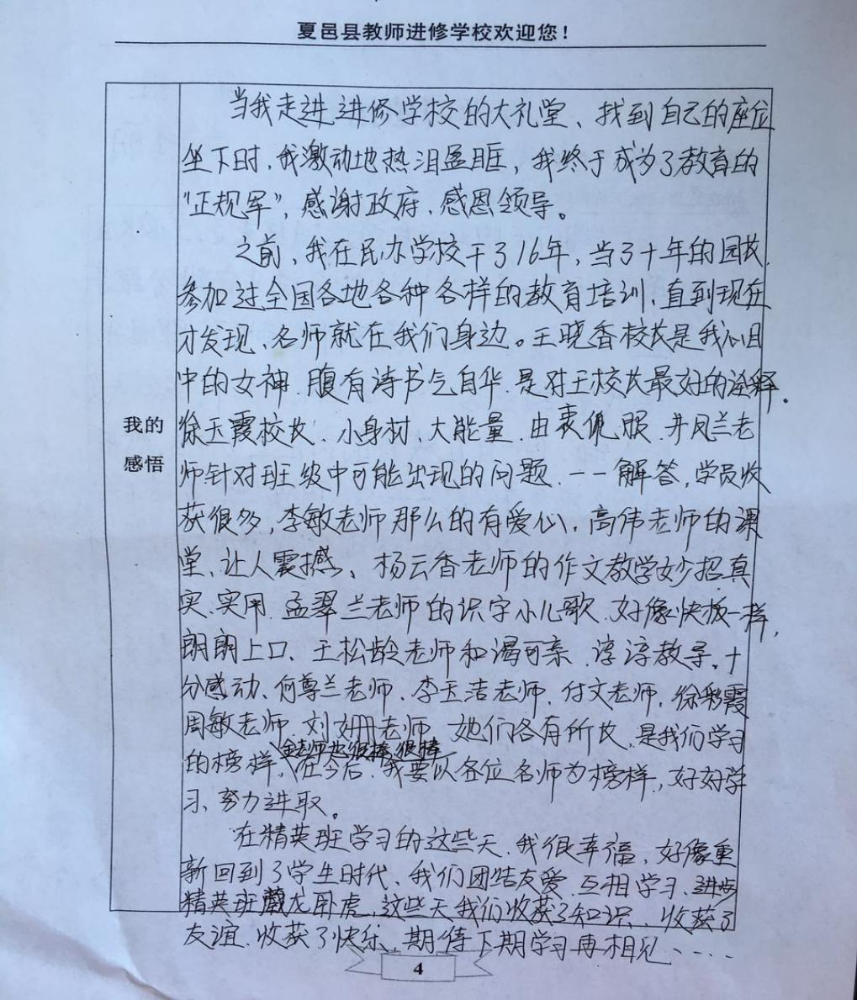 夏邑县教师进修学校欢迎您!
当我走进进修学校的大礼堂、找到自己的座位
坐下时,我激动地热泪盈眶,我终于成为了教育的
“正规军”,感谢政府,感恩领导。
之前,我在民办学校干了16年,当了十年的园长,
参加过全国各地各种各样的教育培训,直到现在
才发现、名师就在我们身边。王晓香校长是我心目
中的女神,腹有诗书气自华,是对王校长最好的诠释。
我的
感悟
徐玉霞校长、小身材、大能量,由衷佩服,井凤兰老
师针对班级中可能出现的问题,一一解答,学员收
获很多,李敏老师那么的有爱心,高伟老师的课
堂、让人震撼、杨云香老师的作文教学妙招真
实、实用,孟翠兰老师的识字小儿歌,好像快板一样,
朗朗上口、王松龄老师和蔼可亲,谆谆教导,十
分感动、何尊兰老师,李玉洁老师,付文老师,徐彩霞
周敏老师,刘姗老师,她们各有所长,是我们学习
老师也很棒,很棒
的榜样,在今后,我要以各位名师为榜样,好好学
习、努力进取。
在精英班学习的这些天,我很幸福,好像重
新回到了学生时代、我们团结友爱,互相学习、进步
精英班藏龙卧虎,这些天我们收获了知识、收获了
友谊,收获了快乐,期待下期学习再相见、、、、
4